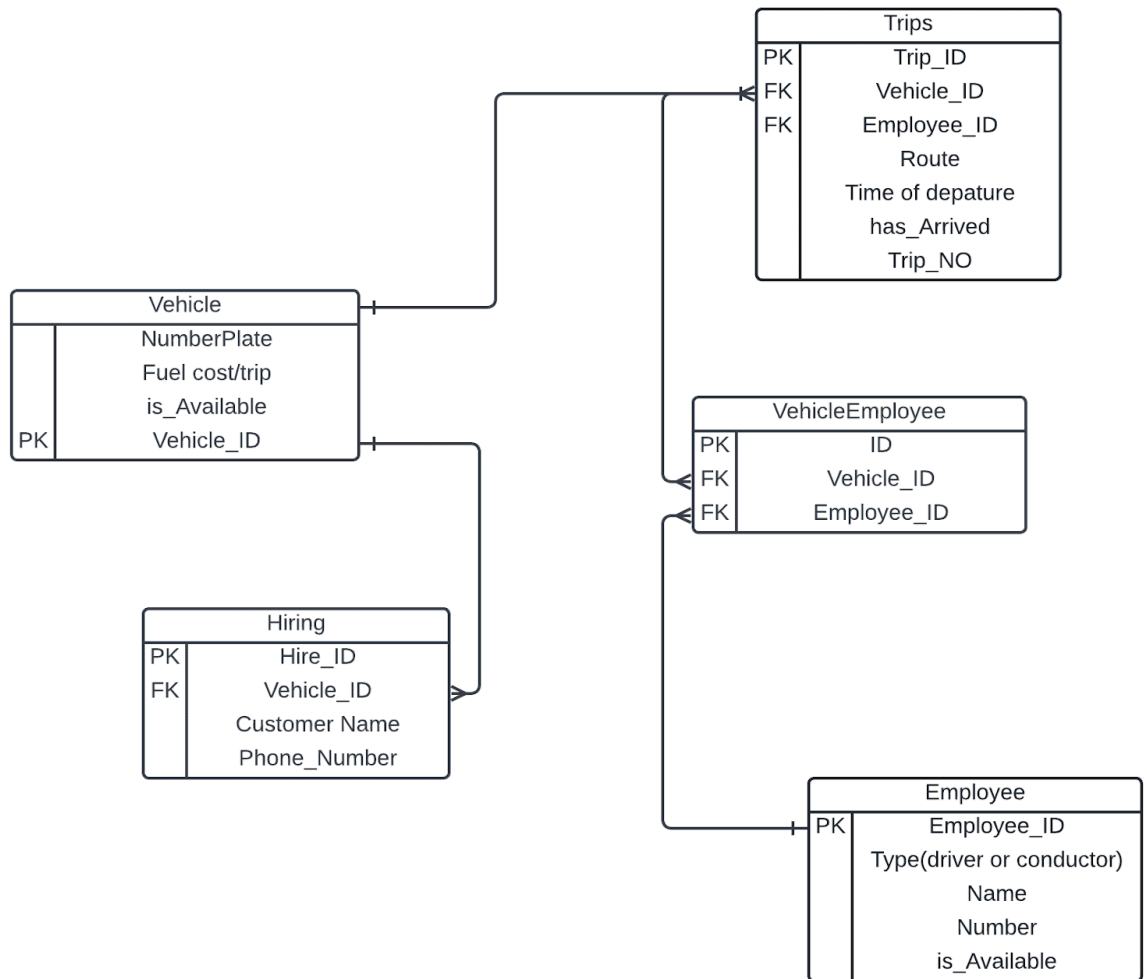 Trips
PK Trip_ID
FK Vehicle_ID
FK Employee_ID
Route
Time of depature
has_Arrived
Trip_NO
Vehicle
NumberPlate
Fuel cost/trip
is_Available
PK Vehicle_ID
VehicleEmployee
PK ID
FK Vehicle_ID
FK Employee_ID
Hiring
PK Hire_ID
FK Vehicle_ID
Customer Name
Phone_Number
Employee
PK Employee_ID
Type(driver or conductor)
Name
Number
is_Available